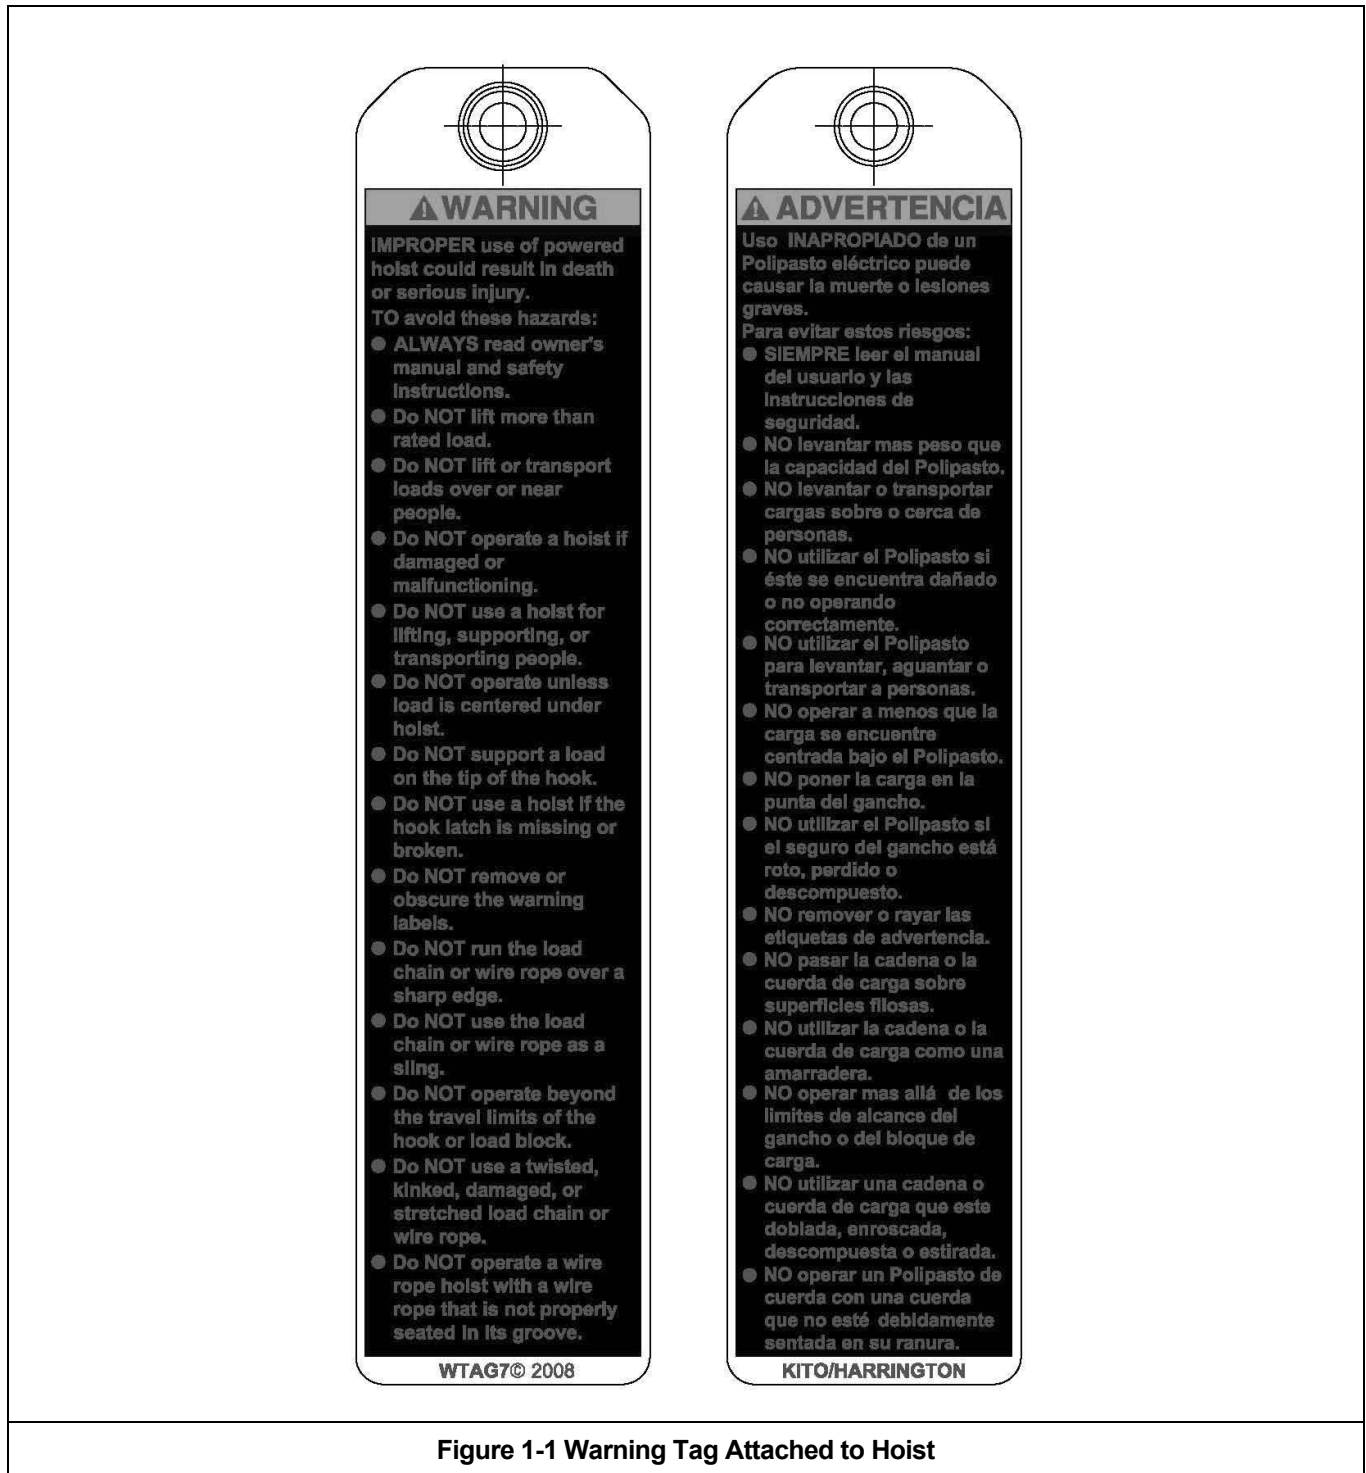 WARNING
IMPROPER use of powered
hoist could result in death
or serious injury.
TO avoid these hazards:
● ALWAYS read owner's
manual and safety
instructions.
● Do NOT lift more than
rated load.
● Do NOT lift or transport
loads over or near
people.
● Do NOT operate a hoist if
damaged or
malfunctioning.
● Do NOT use a hoist for
lifting, supporting, or
transporting people.
● Do NOT operate unless
load is centered under
hoist.
● Do NOT support a load
on the tip of the hook.
● Do NOT use a hoist if the
hook latch is missing or
broken.
● Do NOT remove or
obscure the warning
labels.
● Do NOT run the load
chain or wire rope over a
sharp edge.
● Do NOT use the load
chain or wire rope as a
sling.
● Do NOT operate beyond
the travel limits of the
hook or load block.
● Do NOT use a twisted,
kinked, damaged, or
stretched load chain or
wire rope.
● Do NOT operate a wire
rope hoist with a wire
rope that is not properly
seated in its groove.
WTAG7© 2008
ADVERTENCIA
Uso INAPROPIADO de un
Polipasto eléctrico puede
causar la muerte o lesiones
graves.
Para evitar estos riesgos:
● SIEMPRE leer el manual
del usuario y las
instrucciones de
seguridad.
● NO levantar mas peso que
la capacidad del Polipasto.
● NO levantar o transportar
cargas sobre o cerca de
personas.
● NO utilizar el Polipasto si
éste se encuentra dañado
o no operando
correctamente.
● NO utilizar el Polipasto
para levantar, aguantar o
transportar a personas.
● NO operar a menos que la
carga se encuentre
centrada bajo el Polipasto.
● NO poner la carga en la
punta del gancho.
● NO utilizar el Polipasto si
el seguro del gancho está
roto, perdido o
descompuesto.
● NO remover o rayar las
etiquetas de advertencia.
● NO pasar la cadena o la
cuerda de carga sobre
superficies filosas.
● NO utilizar la cadena o la
cuerda de carga como una
amarradera.
● NO operar mas allá de los
limites de alcance del
gancho o del bloque de
carga.
● NO utilizar una cadena o
cuerda de carga que este
doblada, enroscada,
descompuesta o estirada.
● NO operar un Polipasto de
cuerda con una cuerda
que no esté debidamente
sentada en su ranura.
KITO/HARRINGTON
Figure 1-1 Warning Tag Attached to Hoist